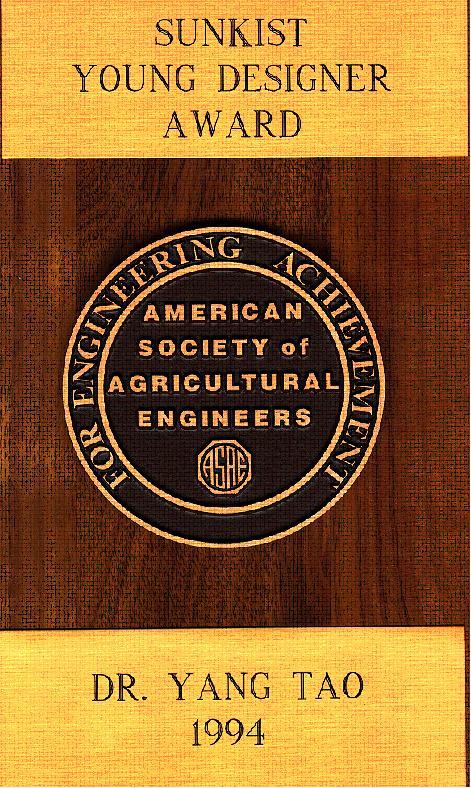 SUNKIST
YOUNG DESIGNER
AWARD
FOR ENGINEERING ACHIEVEMENT
AMERICAN
SOCIETY of
AGRICULTURAL
ENGINEERS
ASAE
DR. YANG TAO
1994